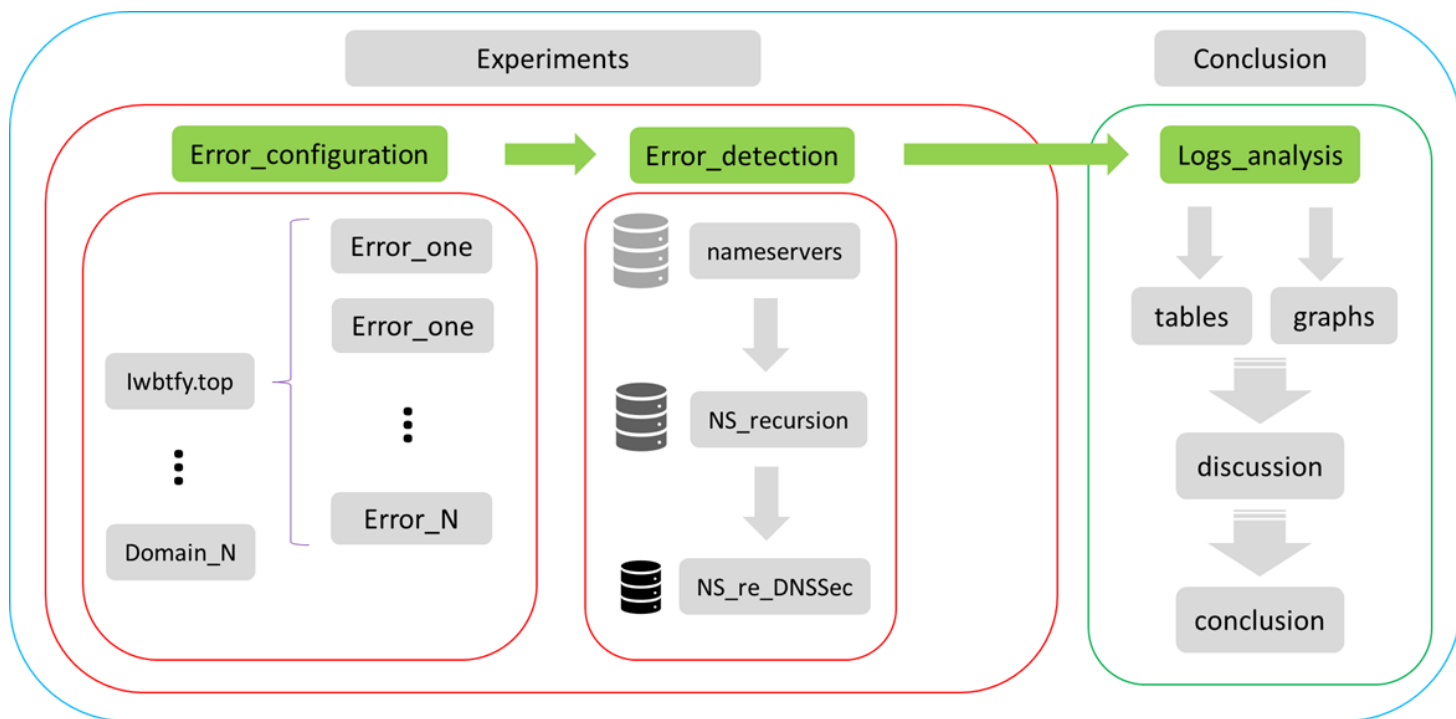 Experiments
Conclusion
Error_configuration
Error_detection
Logs_analysis
Error_one
Error_one
Iwbtfy.top
Error_N
Domain_N
nameservers
NS_recursion
NS_re_DNSSec
tables
graphs
discussion
conclusion